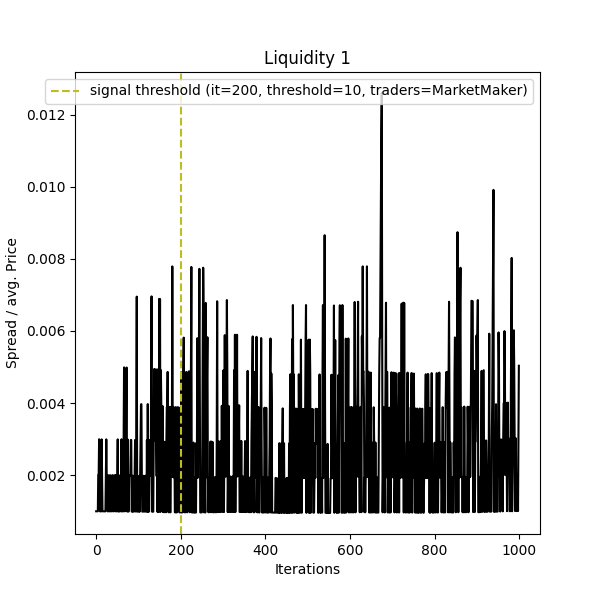 Liquidity 1
signal threshold (it=200, threshold=10, traders=MarketMaker)
0.012
0.010
0.008
0.006
0.004
0.002
Spread / avg. Price
0 200 400 600 800 1000
Iterations